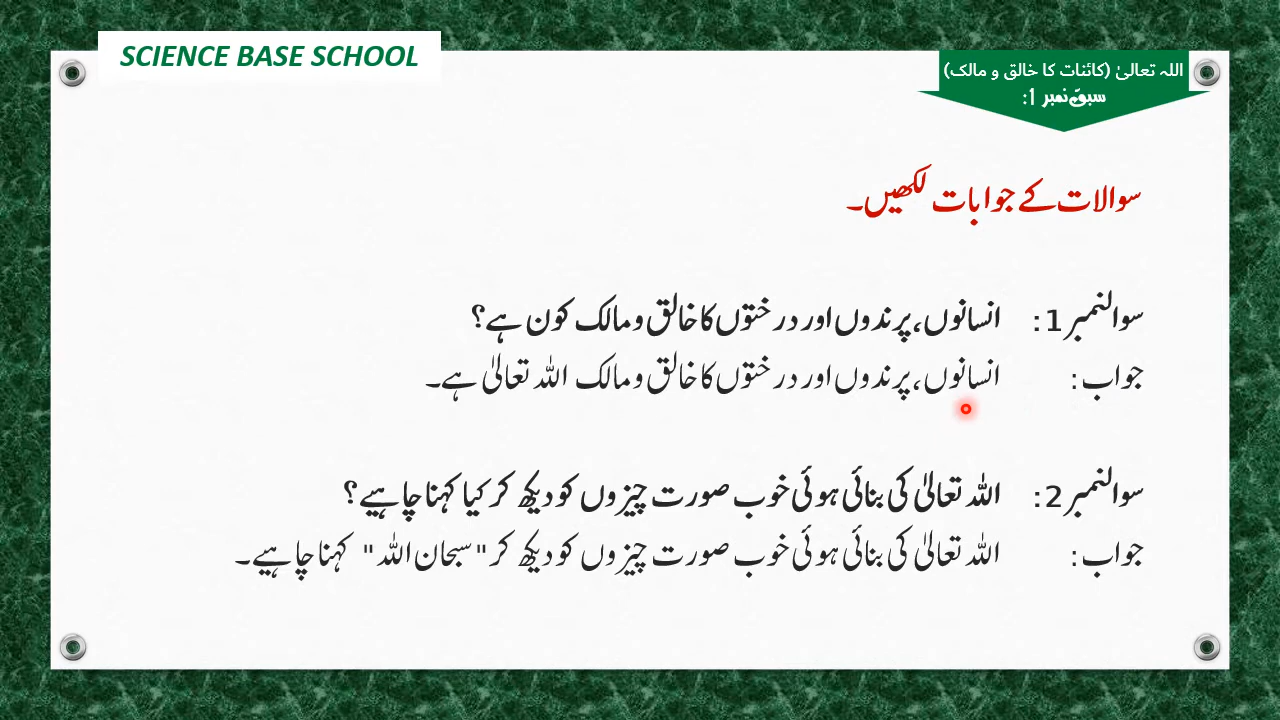 SCIENCE BASE SCHOOL
اللہ تعالیٰ (کائنات کا خالق و مالک)
سبق نمبر 1:
سوالات کے جوابات لکھیں۔
سوالنمبر 1: انسانوں، پرندوں اور درختوں کا خالق و مالک کون ہے؟
جواب: انسانوں، پرندوں اور درختوں کا خالق و مالک اللہ تعالیٰ ہے۔
سوالنمبر 2: اللہ تعالیٰ کی بنائی ہوئی خوب صورت چیزوں کو دیکھ کر کیا کہنا چاہیے؟
جواب: اللہ تعالیٰ کی بنائی ہوئی خوب صورت چیزوں کو دیکھ کر "سبحان اللہ" کہنا چاہیے۔